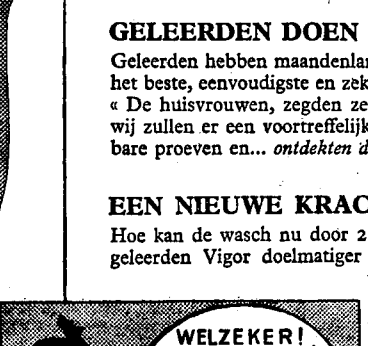 GELEERDEN DOEN
Geleerden hebben maandenlan
het beste, eenvoudigste en zek
« De huisvrouwen, zegden ze
wij zullen er een voortreffelijk
bare proeven en... ontdekten d
EEN NIEUWE KRAC
Hoe kan de wasch nu door 2
geleerden Vigor doelmatiger
WELZEKER!